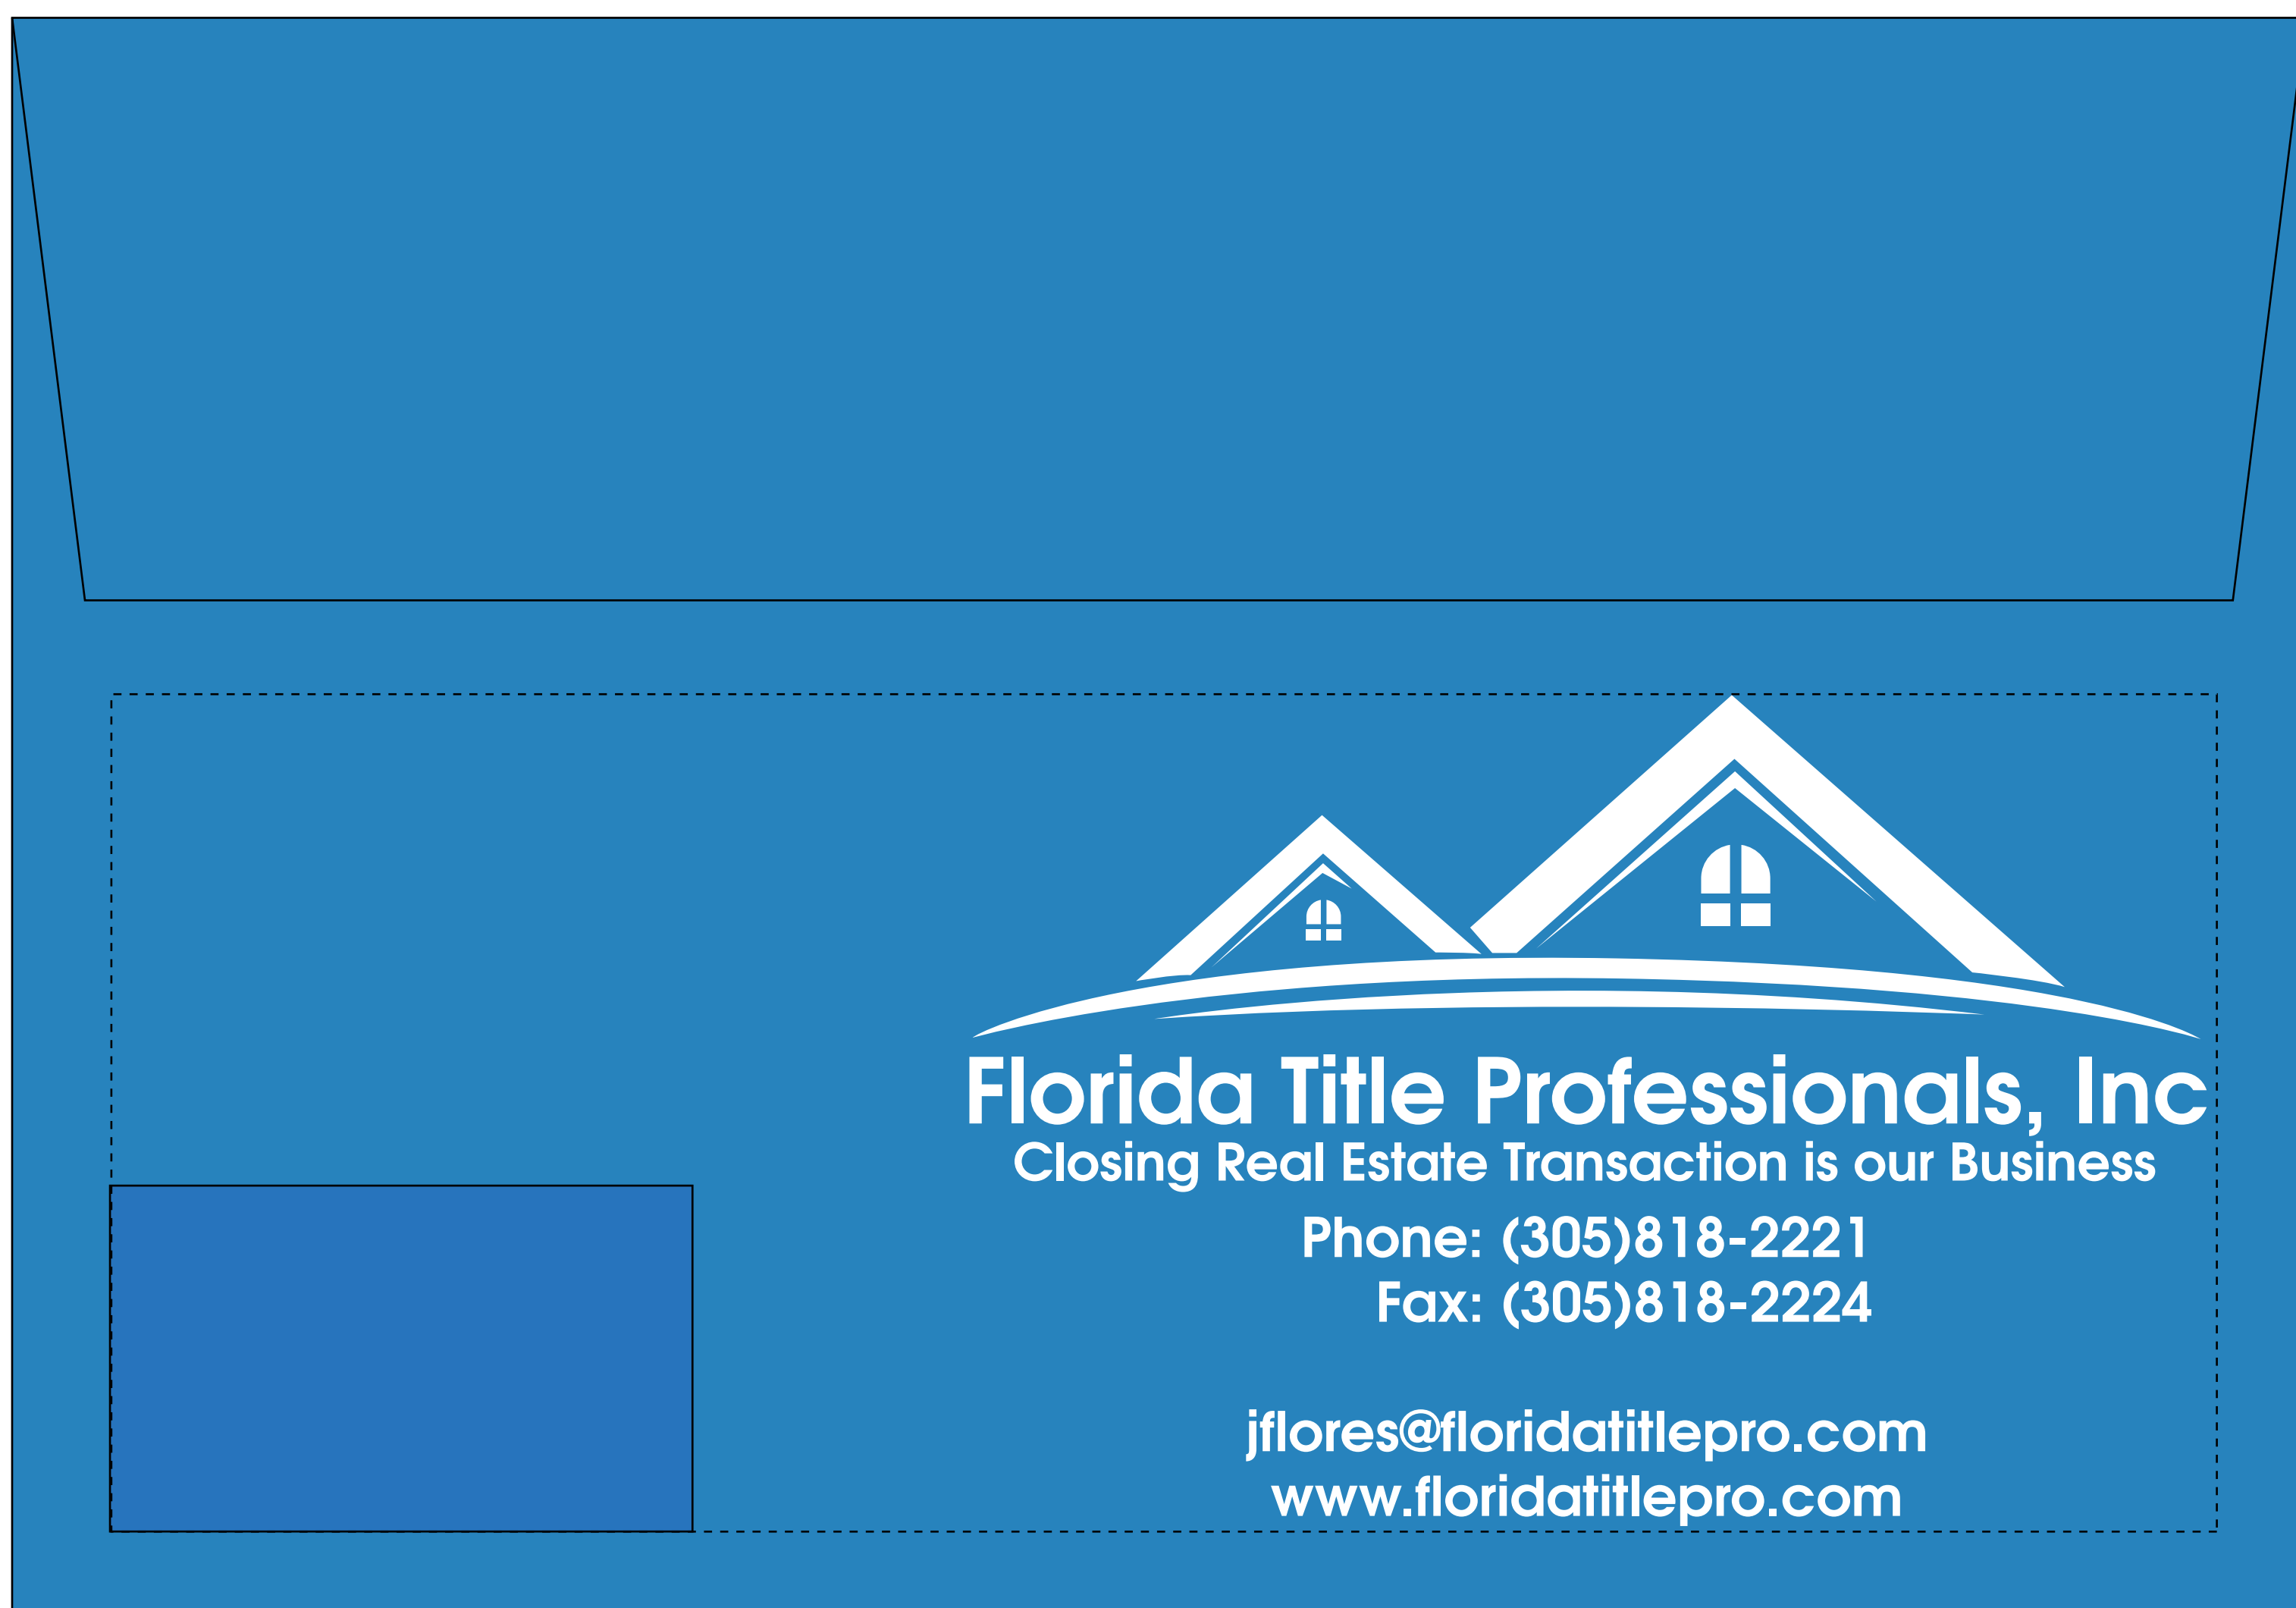 Florida Title Professionals, Inc
Closing Real Estate Transaction is our Business
Phone: (305)818-2221
Fax: (305)818-2224
jflores@floridatitlepro.com
www.floridatitlepro.com